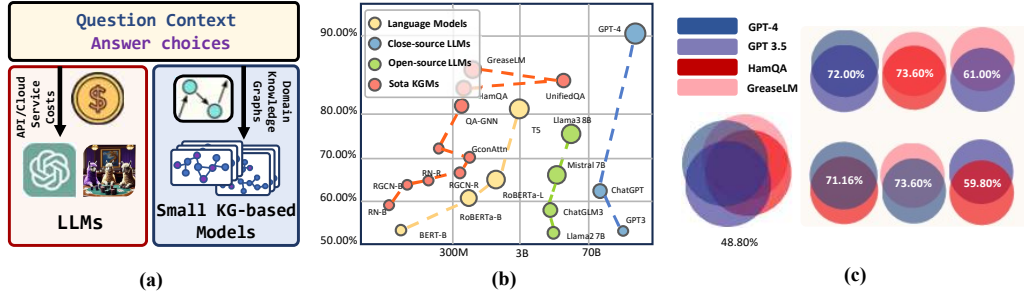 Question Context
Answer choices
API/Cloud
Service
Costs
LLMs
Domain
Knowledge
Graphs
Small KG-based
Models
(a)
90.00%
80.00%
70.00%
60.00%
50.00%
Language Models
Close-source LLMs
Open-source LLMs
Sota KGMs
GPT-4
GreaseLM
HamQA
UnifiedQA
QA-GNN
T5
Llama3 8B
GconAttn
Mistral 7B
RN-R
RGCN-B
RGCN-R
ChatGPT
RoBERTa-L
RN-B
RoBERTa-B
ChatGLM3
GPT3
BERT-B
Llama2 7B
300M
3B
70B
(b)
GPT-4
GPT 3.5
HamQA
GreaseLM
48.80%
72.00%
73.60%
61.00%
71.16%
73.60%
59.80%
(c)